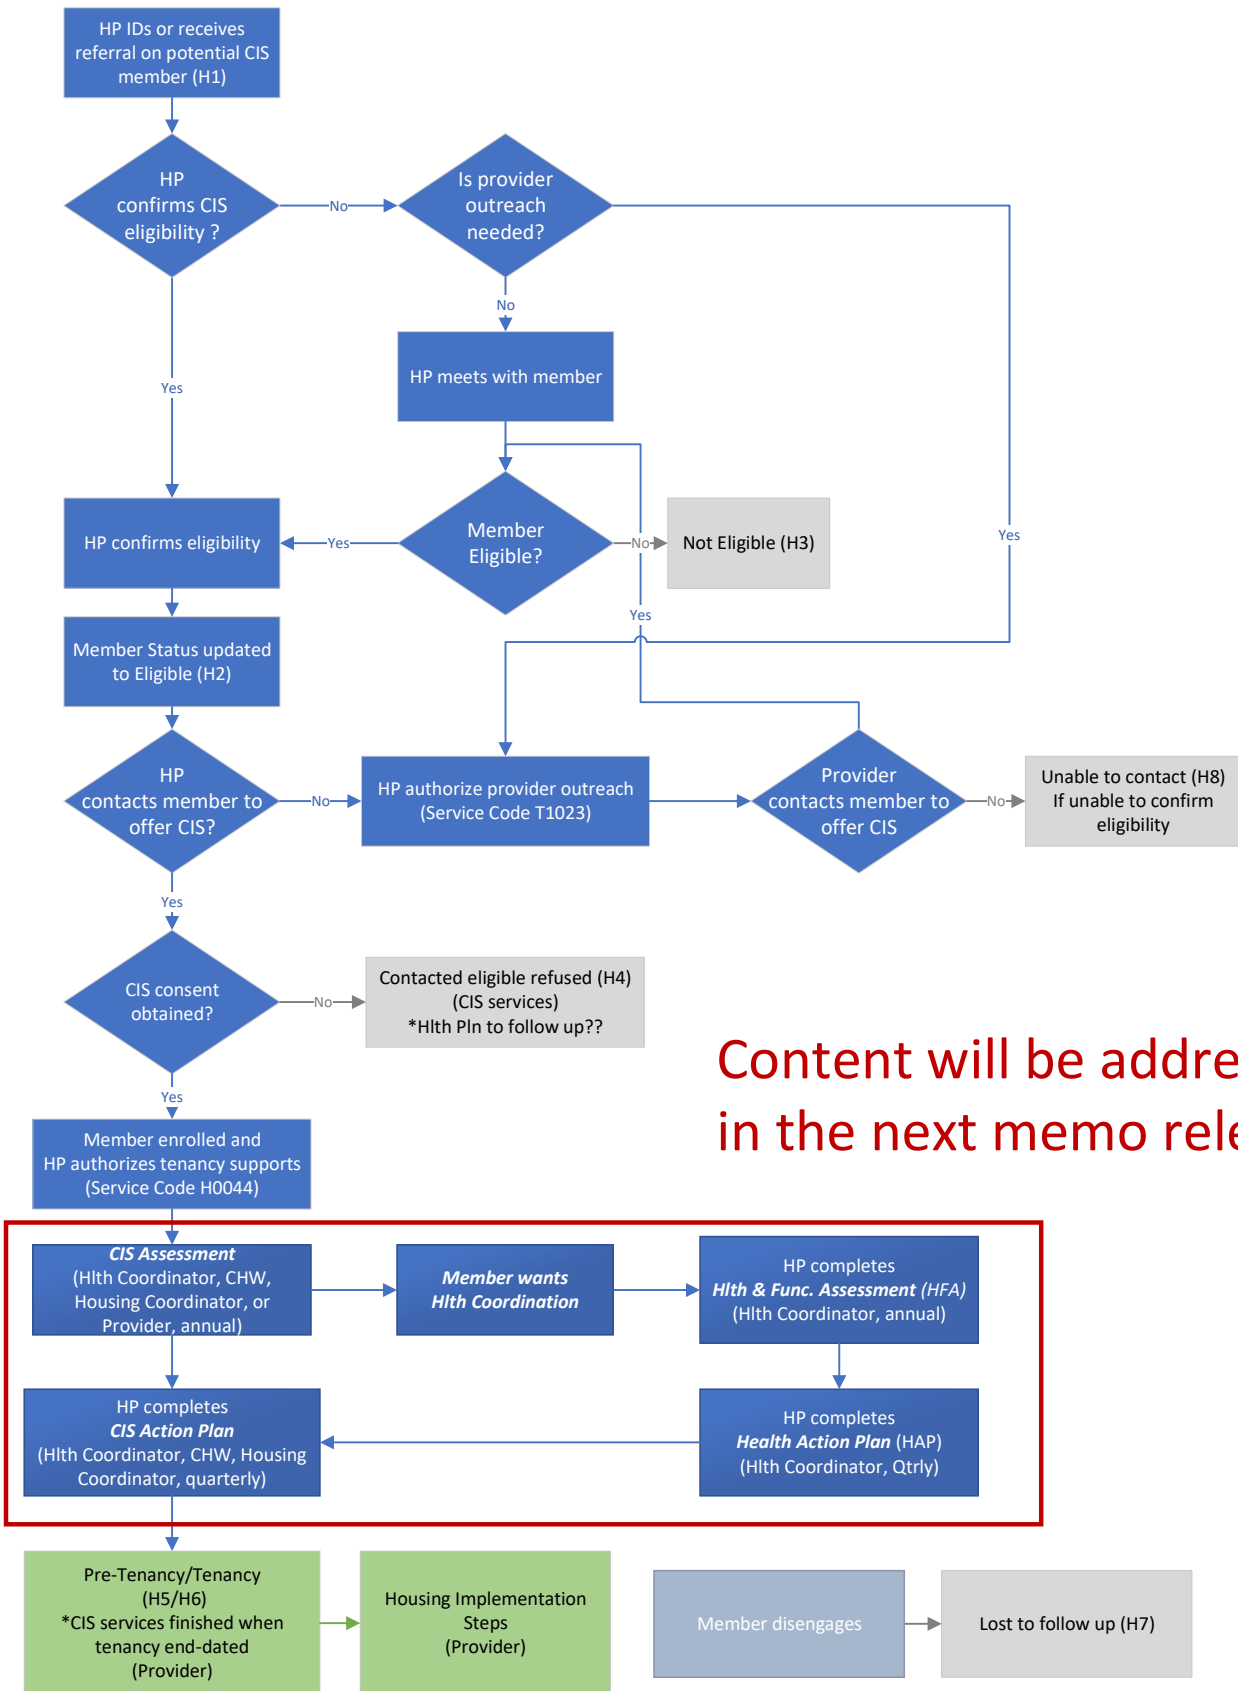 HP IDs or receives
referral on potential CIS
member (H1)
HP
confirms CIS
eligibility ?
No
Is provider
outreach
needed?
No
Yes
HP meets with member
Yes
HP confirms eligibility
Yes
Member
Eligible?
No
Not Eligible (H3)
Yes
Member Status updated
to Eligible (H2)
HP
contacts member to
offer CIS?
No
HP authorize provider outreach
(Service Code T1023)
Provider
contacts member to
offer CIS
No
Unable to contact (H8)
If unable to confirm
eligibility
Yes
CIS consent
obtained?
No
Contacted eligible refused (H4)
(CIS services)
*Hlth Pln to follow up??
Content will be addre
in the next memo rele
Yes
Member enrolled and
HP authorizes tenancy supports
(Service Code H0044)
CIS Assessment
(Hlth Coordinator, CHW,
Housing Coordinator, or
Provider, annual)
Member wants
Hlth Coordination
HP completes
Hlth & Func. Assessment (HFA)
(Hlth Coordinator, annual)
HP completes
CIS Action Plan
(Hlth Coordinator, CHW, Housing
Coordinator, quarterly)
HP completes
Health Action Plan (HAP)
(Hlth Coordinator, Qtrly)
Pre-Tenancy/Tenancy
(H5/H6)
*CIS services finished when
tenancy end-dated
(Provider)
Housing Implementation
Steps
(Provider)
Member disengages
Lost to follow up (H7)